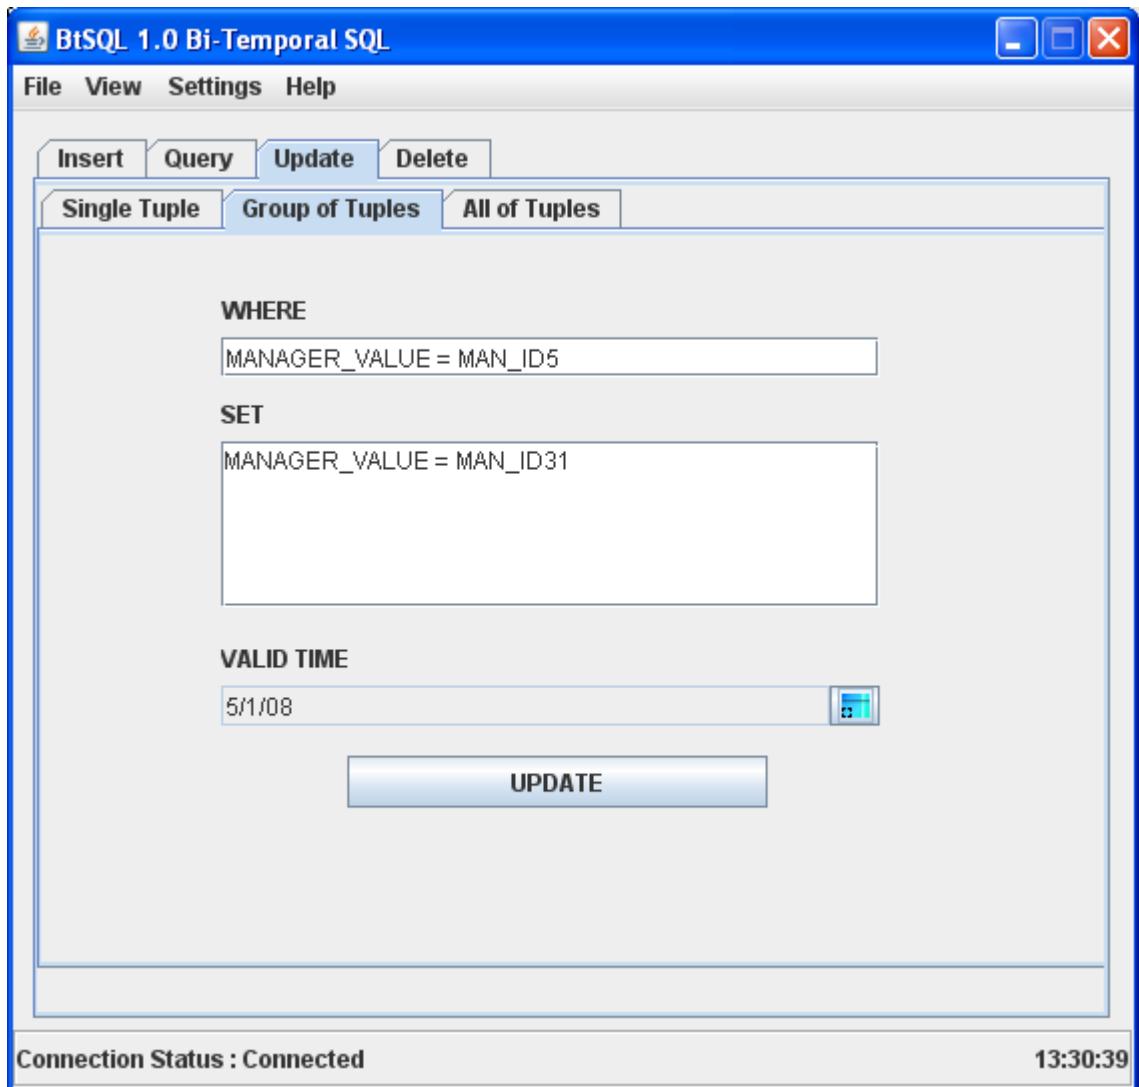 BtSQL 1.0 Bi-Temporal SQL
File View Settings Help
Insert Query Update Delete
Single Tuple Group of Tuples All of Tuples
WHERE
MANAGER_VALUE = MAN_ID5
SET
MANAGER_VALUE = MAN_ID31
VALID TIME
5/1/08
UPDATE
Connection Status : Connected 13:30:39